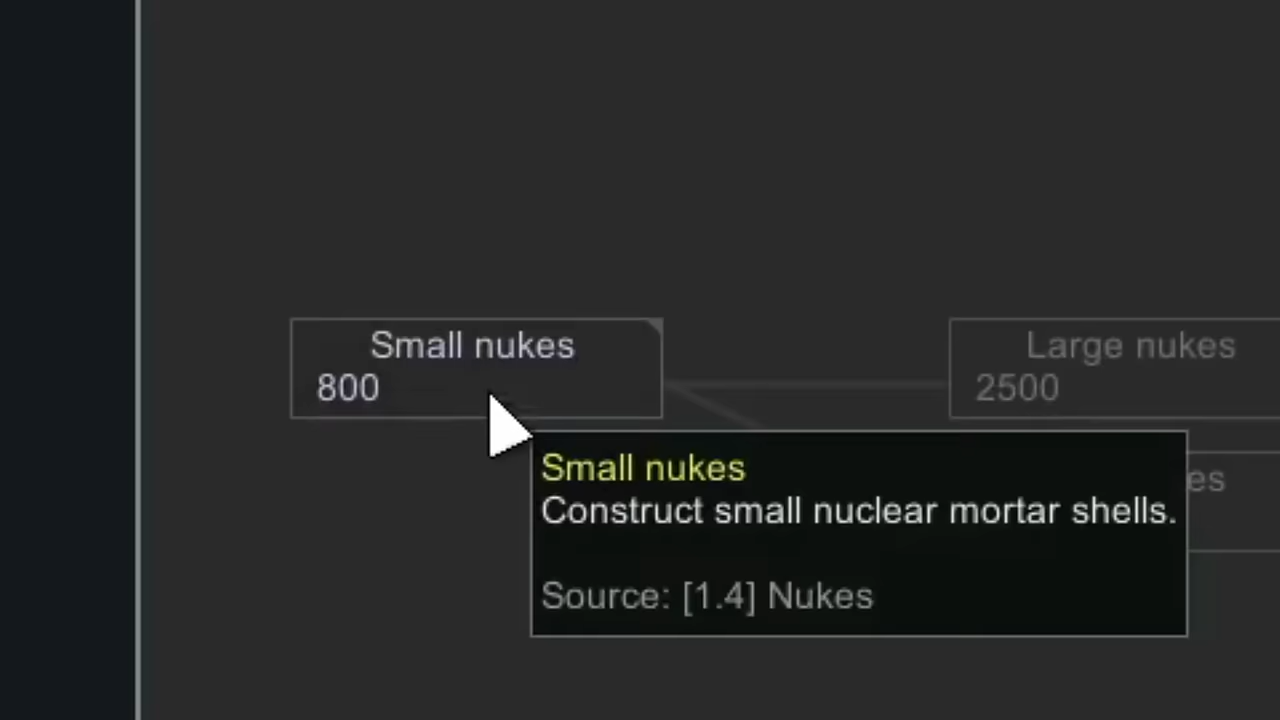 Small nukes
800
Large nukes
2500
Small nukes
Construct small nuclear mortar shells.
Source: [1.4] Nukes